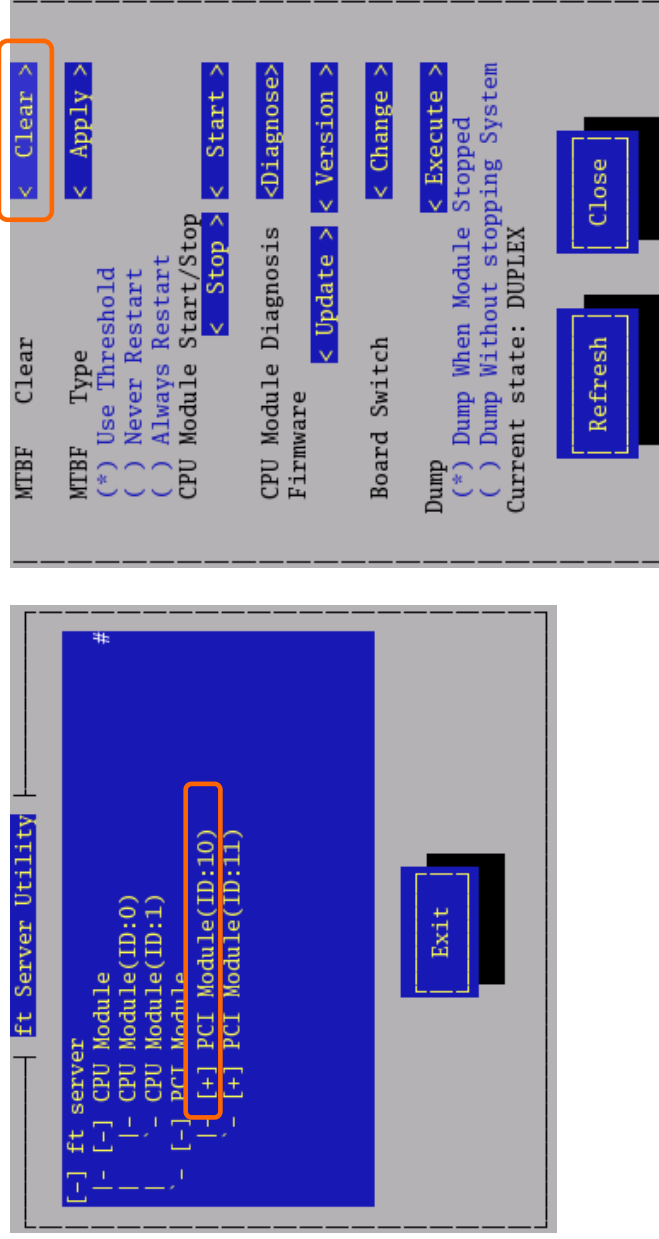 ft Server Utility
[-] ft server
|- [-] CPU Module
| |- CPU Module(ID:0)
| `- CPU Module(ID:1)
`- [-] PCI Module
|- [+] PCI Module(ID:10)
`- [+] PCI Module(ID:11)
#
Exit
MTBF Clear < Clear >
MTBF Type < Apply >
(*) Use Threshold
( ) Never Restart
( ) Always Restart
CPU Module Start/Stop
< Stop > < Start >
CPU Module Diagnosis <Diagnose>
Firmware
< Update > < Version >
Board Switch < Change >
Dump < Execute >
(*) Dump When Module Stopped
( ) Dump Without stopping System
Current state: DUPLEX
Refresh Close